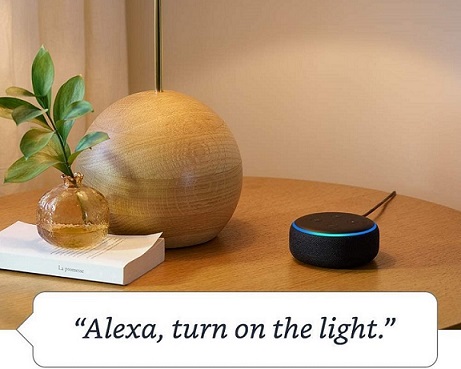 “Alexa, turn on the light.”